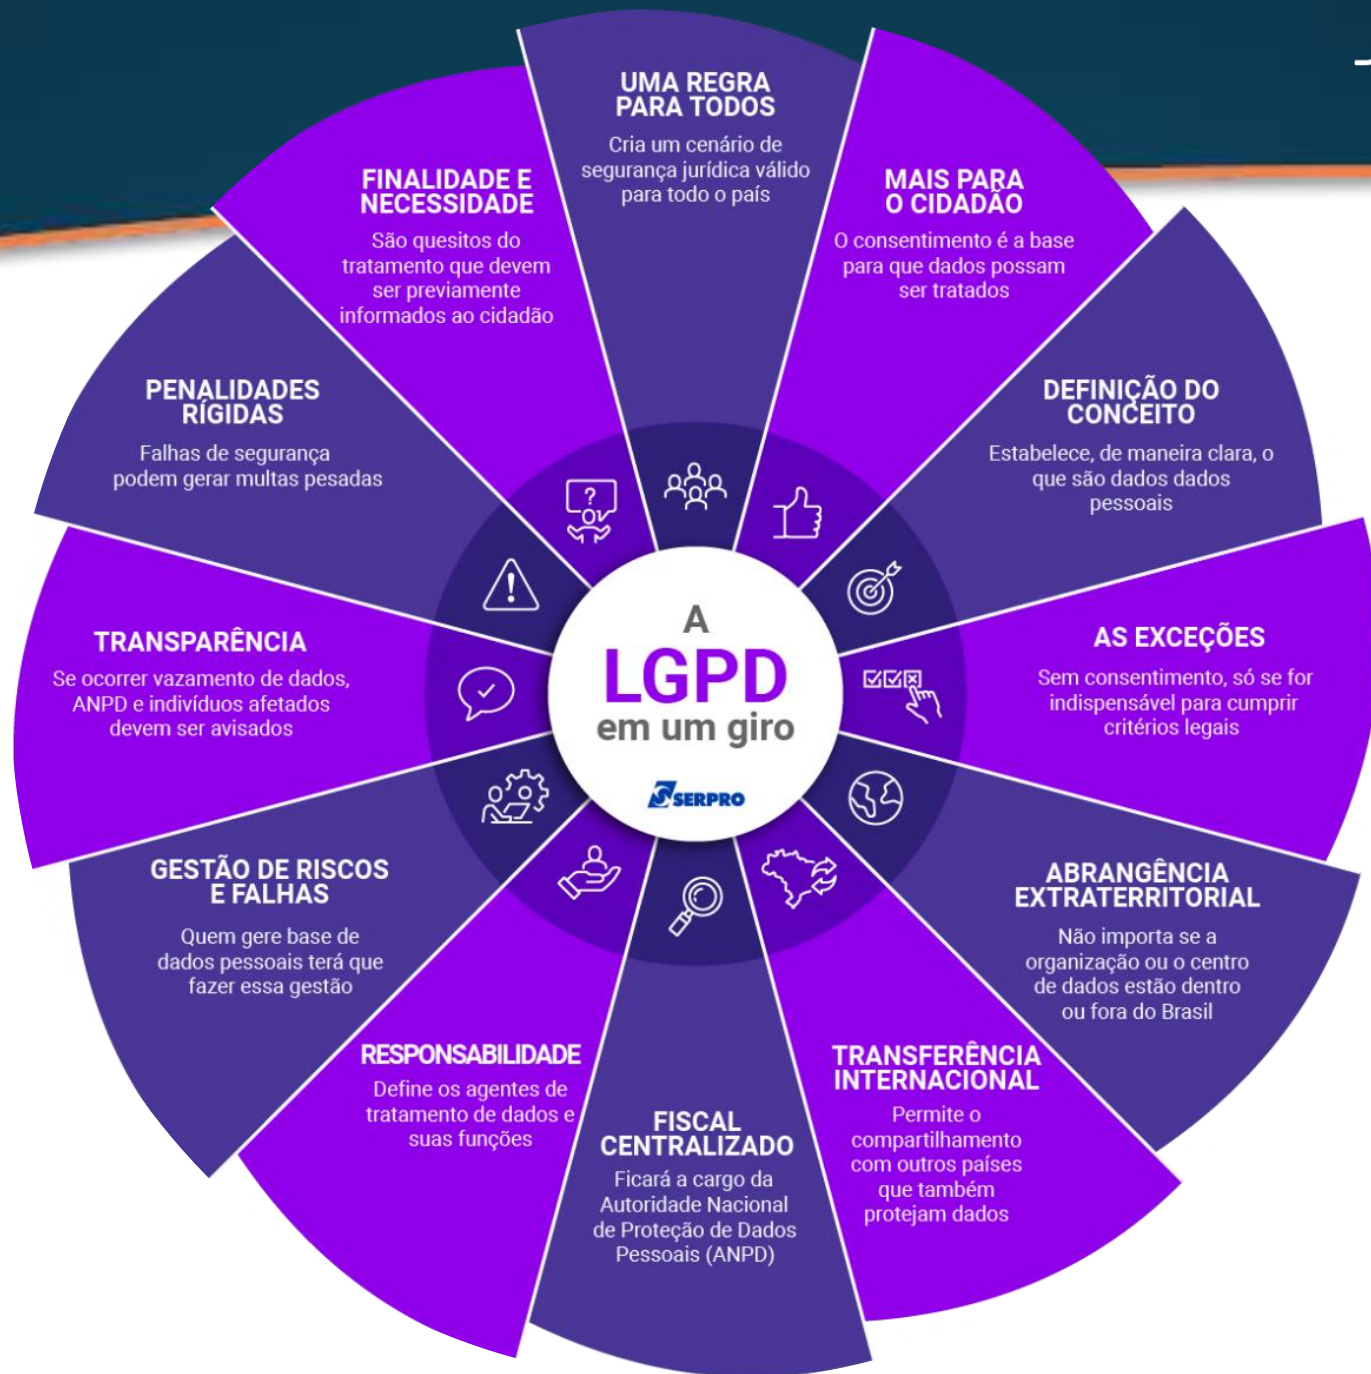 UMA REGRA
PARA TODOS
Cria um cenário de
segurança jurídica válido
para todo o país
MAIS PARA
O CIDADÃO
O consentimento é a base
para que dados possam
ser tratados
DEFINIÇÃO DO
CONCEITO
Estabelece, de maneira clara, o
que são dados dados
pessoais
AS EXCEÇÕES
Sem consentimento, só se for
indispensável para cumprir
critérios legais
ABRANGÊNCIA
EXTRATERRITORIAL
Não importa se a
organização ou o centro
de dados estão dentro
ou fora do Brasil
TRANSFERÊNCIA
INTERNACIONAL
Permite o
compartilhamento
com outros países
que também
protejam dados
FISCAL
CENTRALIZADO
Ficará a cargo da
Autoridade Nacional
de Proteção de Dados
Pessoais (ANPD)
RESPONSABILIDADE
Define os agentes de
tratamento de dados e
suas funções
GESTÃO DE RISCOS
E FALHAS
Quem gere base de
dados pessoais terá que
fazer essa gestão
TRANSPARÊNCIA
Se ocorrer vazamento de dados,
ANPD e indivíduos afetados
devem ser avisados
PENALIDADES
RÍGIDAS
Falhas de segurança
podem gerar multas pesadas
FINALIDADE E
NECESSIDADE
São quesitos do
tratamento que devem
ser previamente
informados ao cidadão
?
!
A
LGPD
em um giro
SERPRO